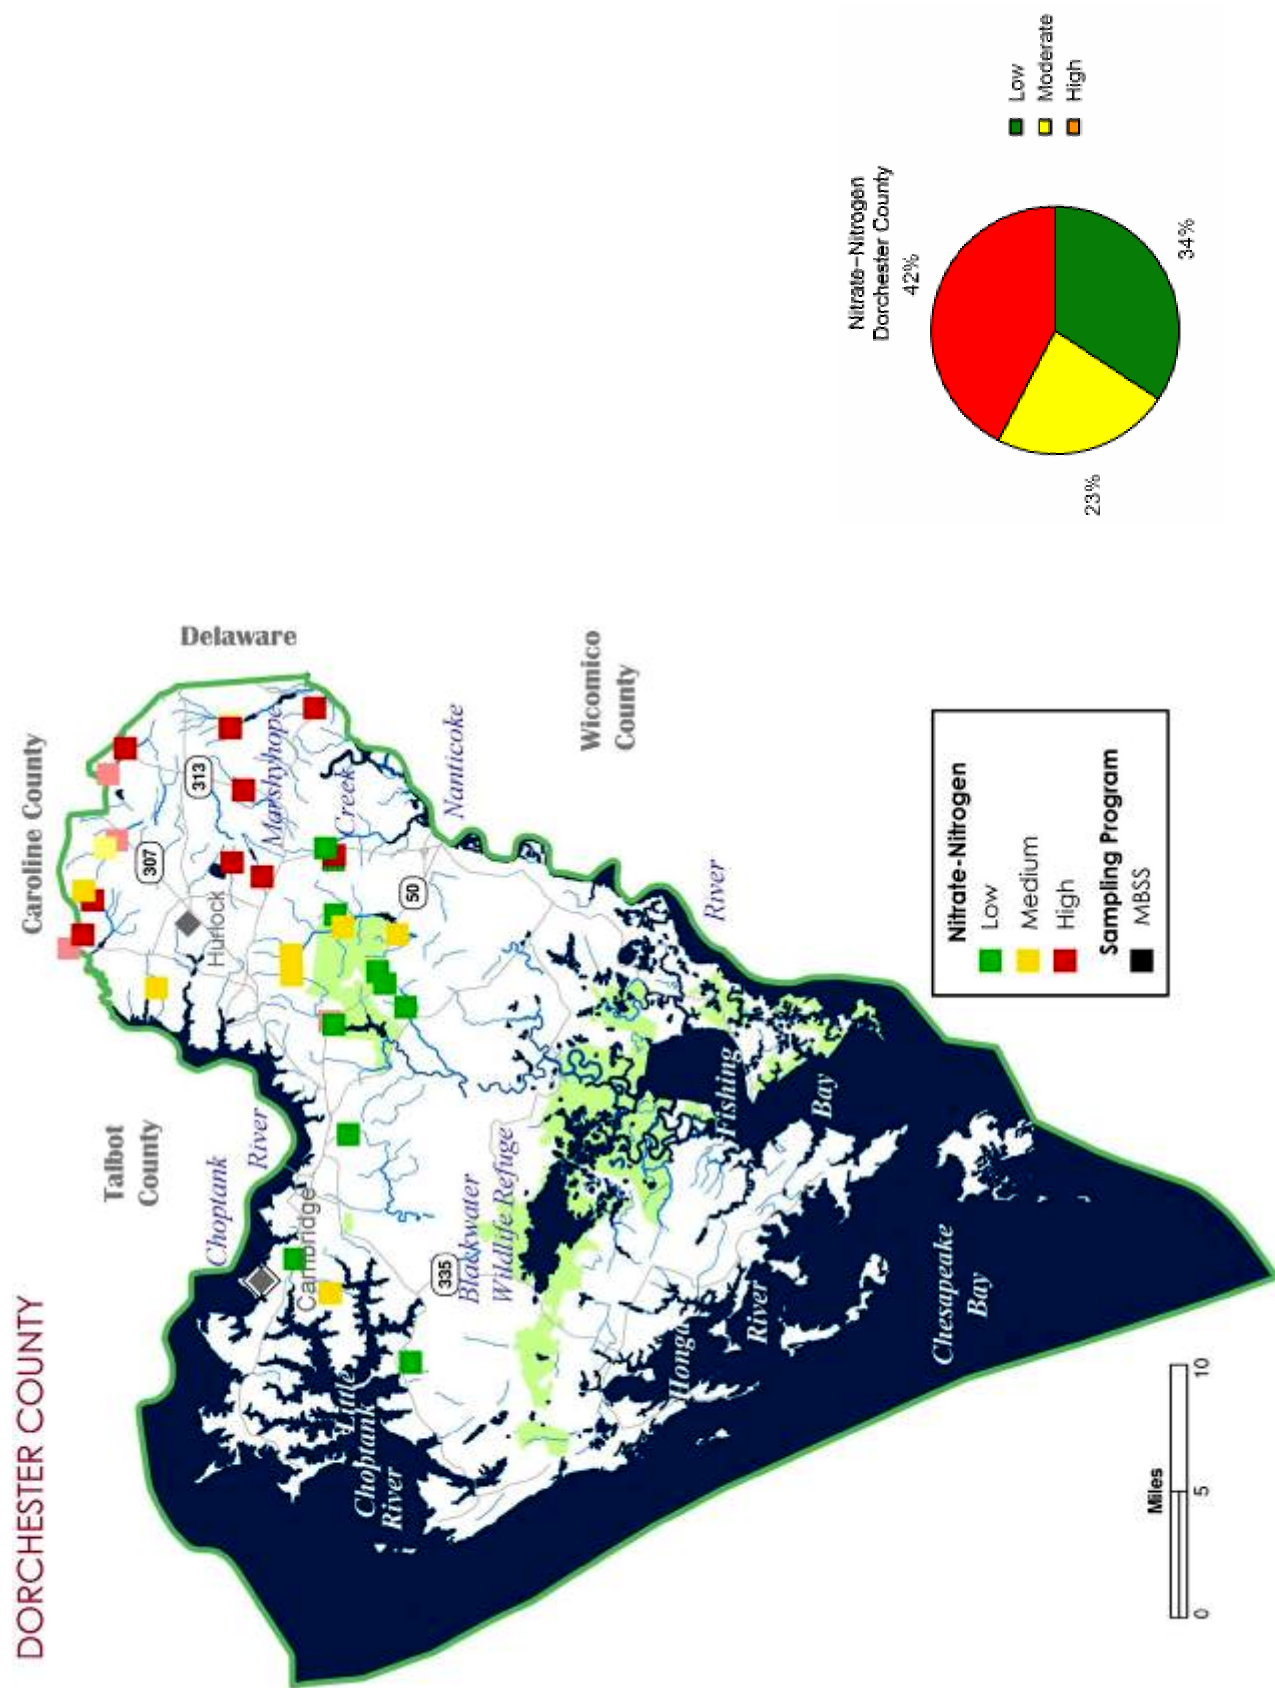 DORCHESTER COUNTY
Caroline County
Talbot
County
Delaware
Wicomico
County
Choptank
River
307
313
Hurlock
Marshyhope
Creek
Nanticoke
River
50
Cambridge
335
Blackwater
Wildlife Refuge
Little
Choptank
River
Fishing
Bay
Honga
River
Chesapeake
Bay
Miles
0 5 10
Nitrate-Nitrogen
Low
Medium
High
Sampling Program
MBSS
Nitrate-Nitrogen
Dorchester County
42%
23%
34%
Low
Moderate
High